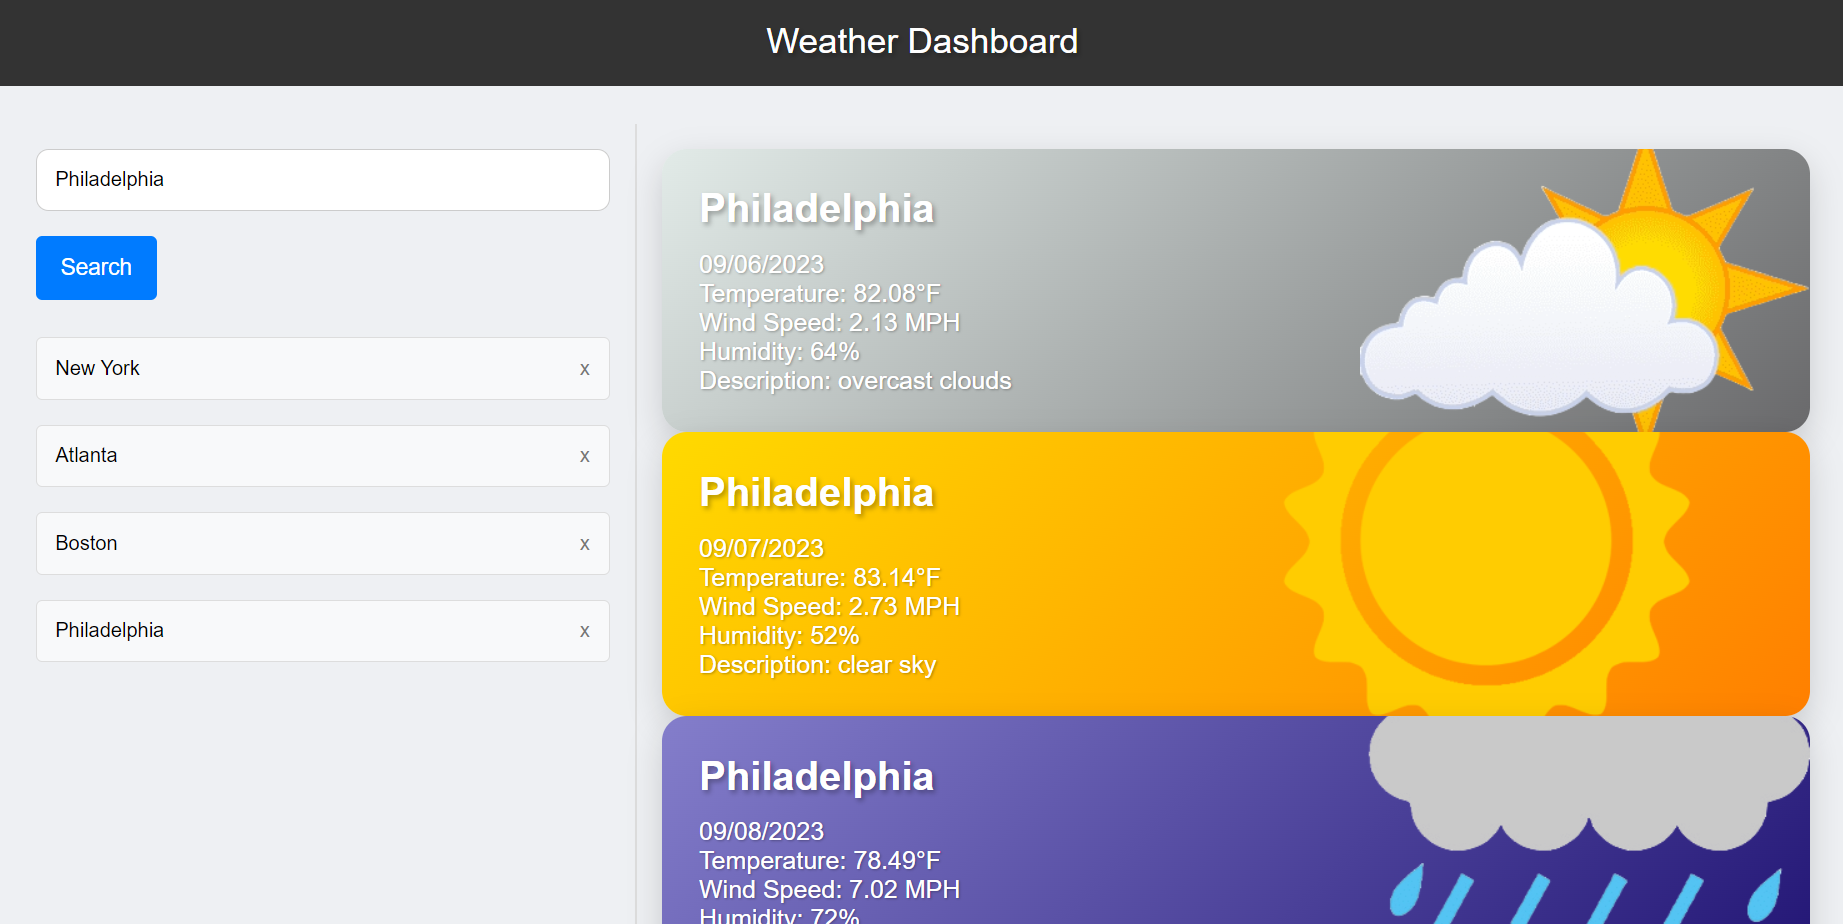 Weather Dashboard
Philadelphia
Search
New York x
Atlanta x
Boston x
Philadelphia x
Philadelphia
09/06/2023
Temperature: 82.08°F
Wind Speed: 2.13 MPH
Humidity: 64%
Description: overcast clouds
Philadelphia
09/07/2023
Temperature: 83.14°F
Wind Speed: 2.73 MPH
Humidity: 52%
Description: clear sky
Philadelphia
09/08/2023
Temperature: 78.49°F
Wind Speed: 7.02 MPH
Humidity: 72%